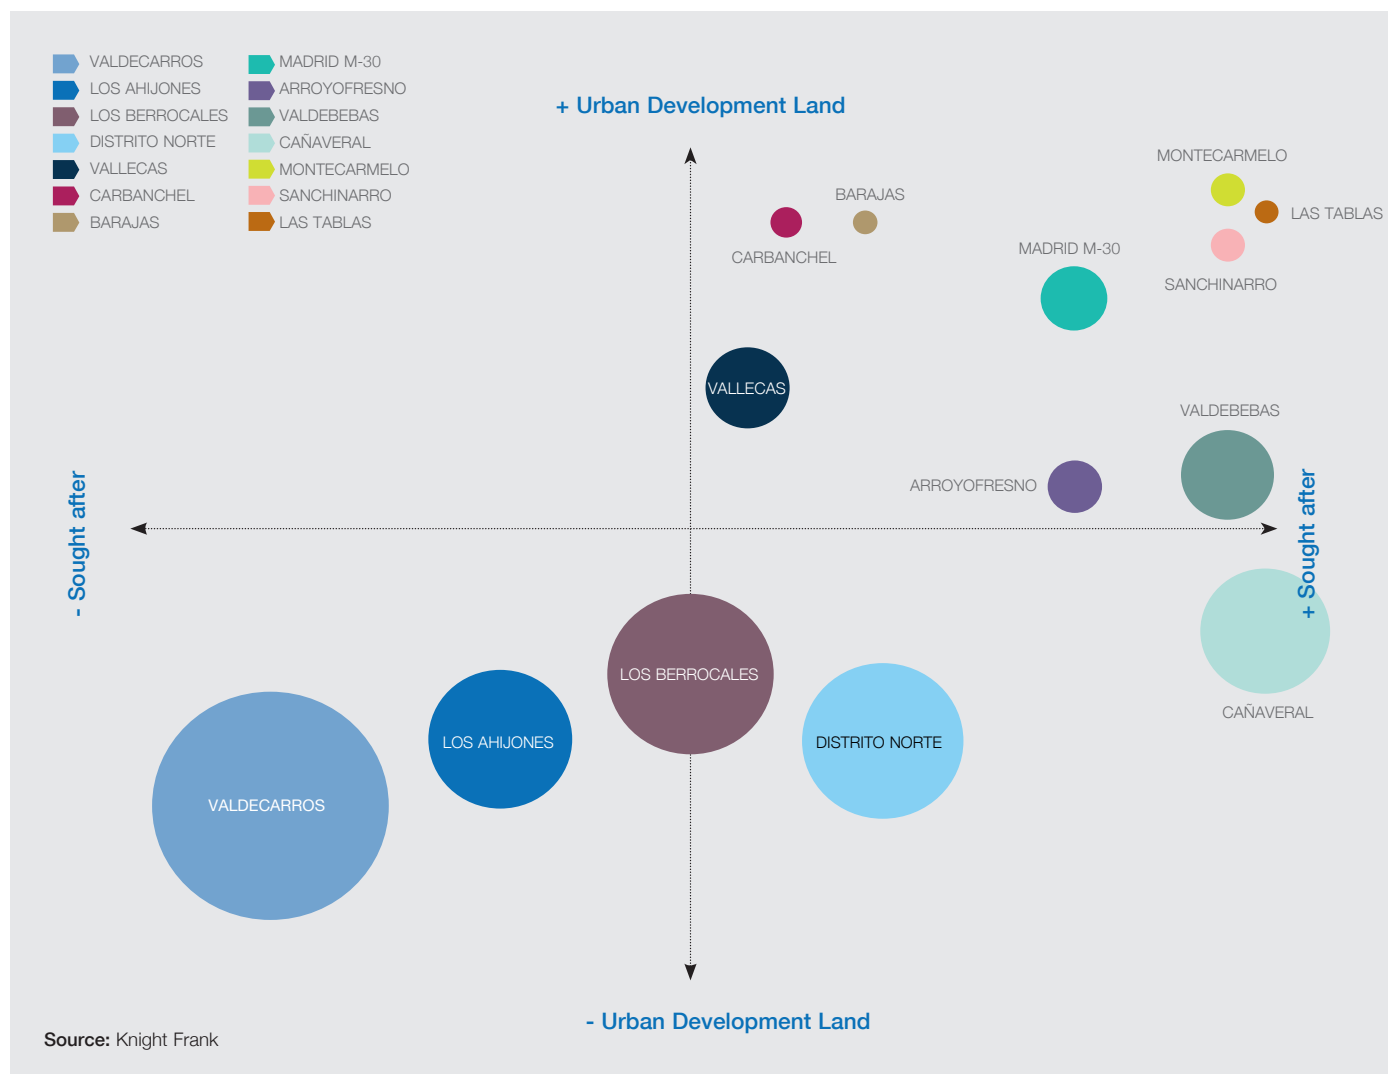 VALDECARROS
LOS AHIJONES
LOS BERROCALES
DISTRITO NORTE
VALLECAS
CARBANCHEL
BARAJAS
MADRID M-30
ARROYOFRESNO
VALDEBEBAS
CAÑAVERAL
MONTECARMELO
SANCHINARRO
LAS TABLAS
+ Urban Development Land
MONTECARMELO
BARAJAS
LAS TABLAS
CARBANCHEL
MADRID M-30
SANCHINARRO
VALLECAS
VALDEBEBAS
ARROYOFRESNO
- Sought after
+ Sought after
LOS BERROCALES
CAÑAVERAL
LOS AHIJONES
DISTRITO NORTE
VALDECARROS
- Urban Development Land
Source: Knight Frank